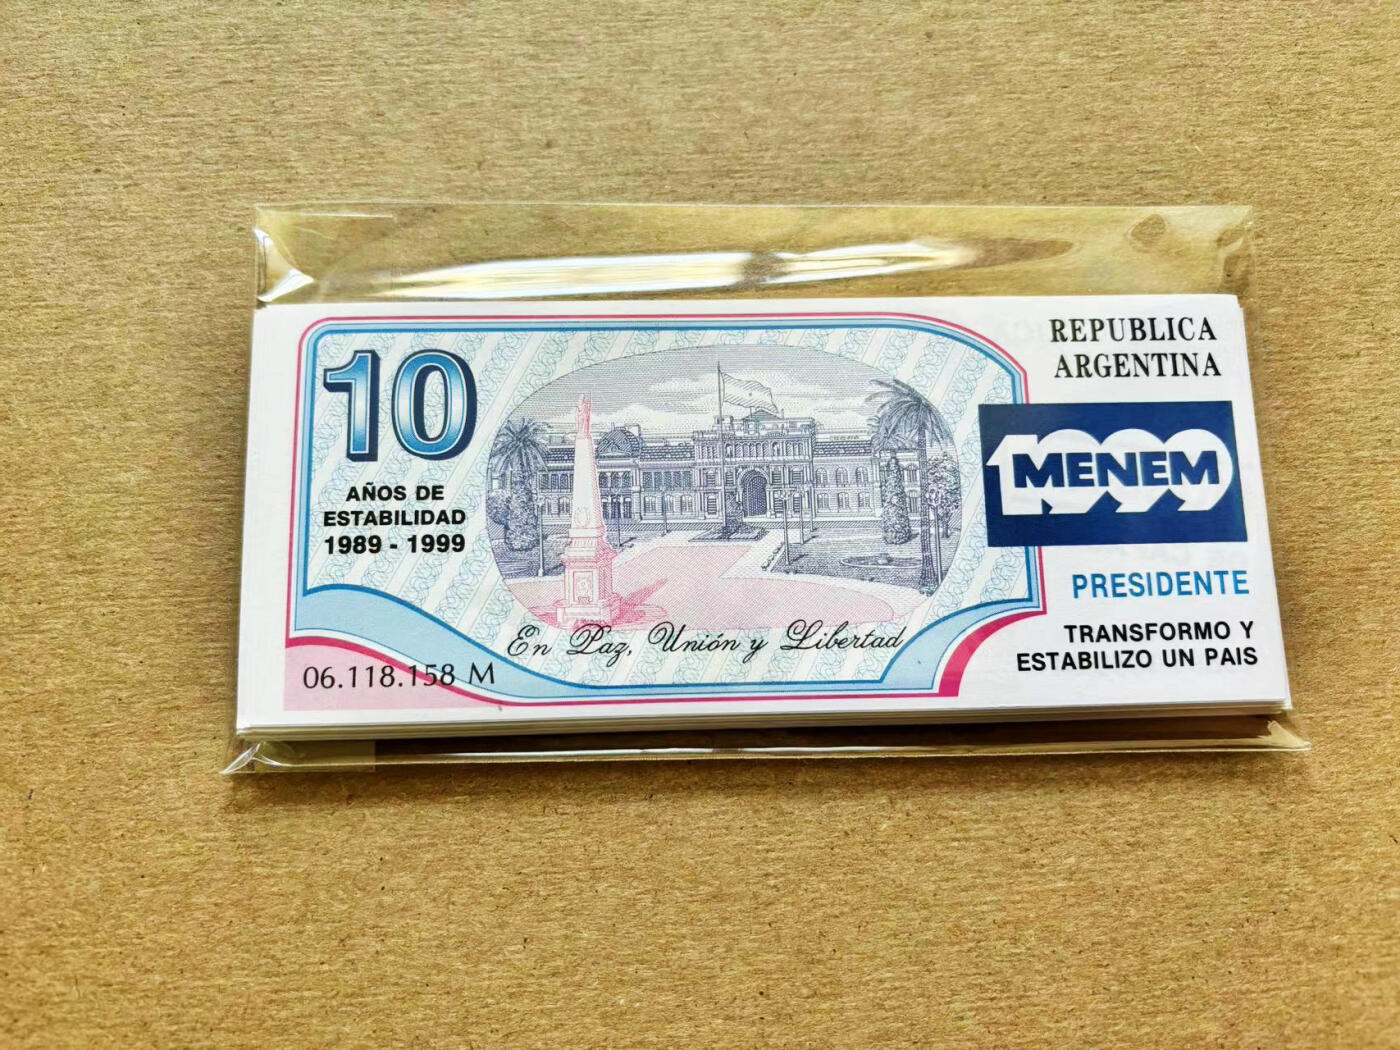 10
AÑOS DE
ESTABILIDAD
1989 - 1999
En Paz, Unión y Libertad
06.118.158 M
REPUBLICA
ARGENTINA
1999
MENEM
PRESIDENTE
TRANSFORMO Y
ESTABILIZO UN PAIS